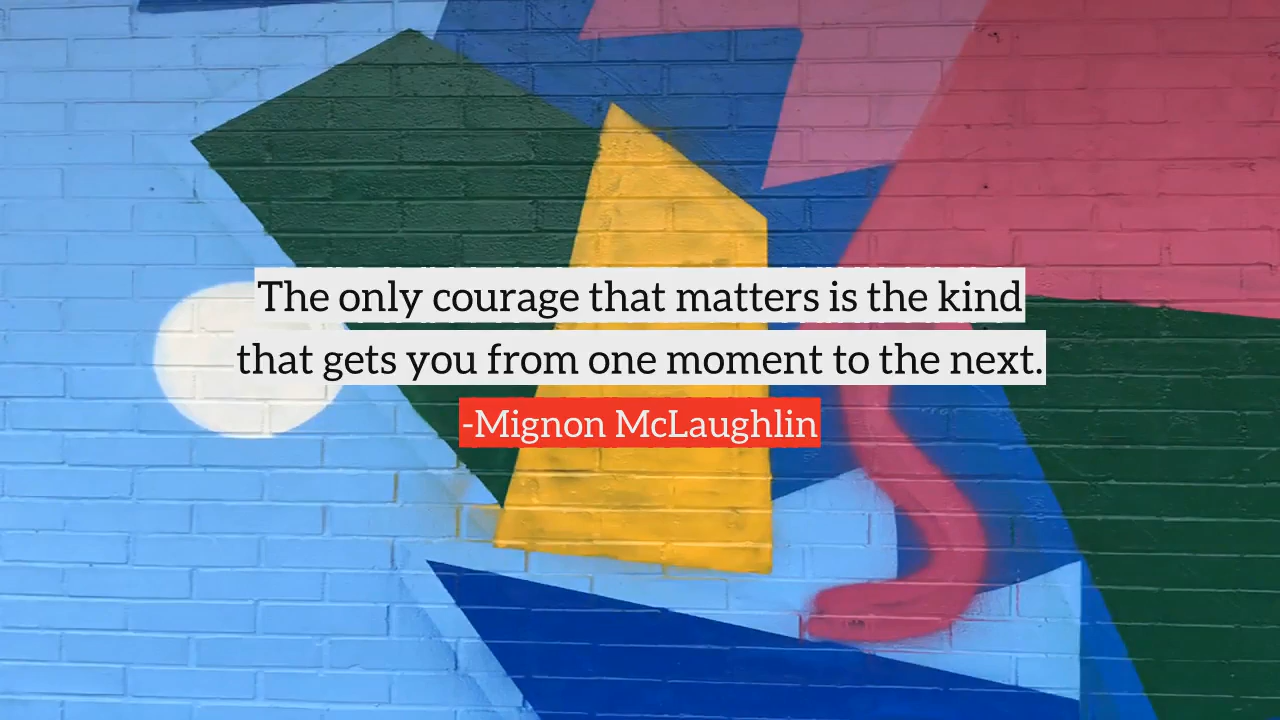 The only courage that matters is the kind
that gets you from one moment to the next.
-Mignon McLaughlin